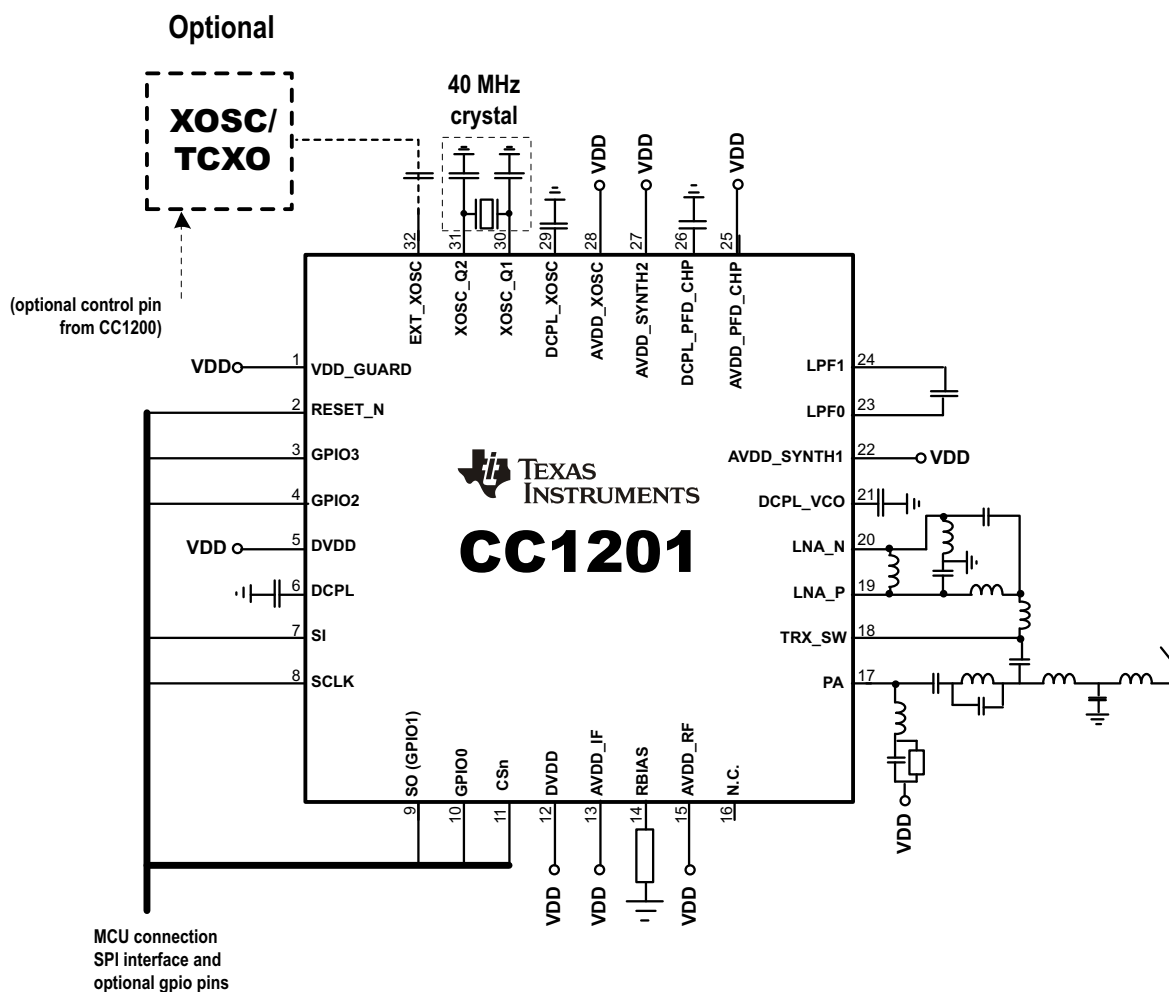 Optional
XOSC/
TCXO
40 MHz
crystal
(optional control pin
from CC1200)
VDD
VDD
VDD
32
31
30
29
28
27
26
25
EXT_XOSC
XOSC_Q2
XOSC_Q1
DCPL_XOSC
AVDD_XOSC
AVDD_SYNTH2
DCPL_PFD_CHP
AVDD_PFD_CHP
VDD
1
VDD_GUARD
2
RESET_N
3
GPIO3
4
GPIO2
VDD
5
DVDD
6
DCPL
7
SI
8
SCLK
TEXAS
INSTRUMENTS
CC1201
LPF1
24
LPF0
23
AVDD_SYNTH1
22
VDD
DCPL_VCO
21
LNA_N
20
LNA_P
19
TRX_SW
18
PA
17
VDD
SO (GPIO1)
GPIO0
CSn
DVDD
AVDD_IF
RBIAS
AVDD_RF
N.C.
9
10
11
12
13
14
15
16
VDD
VDD
VDD
MCU connection
SPI interface and
optional gpio pins